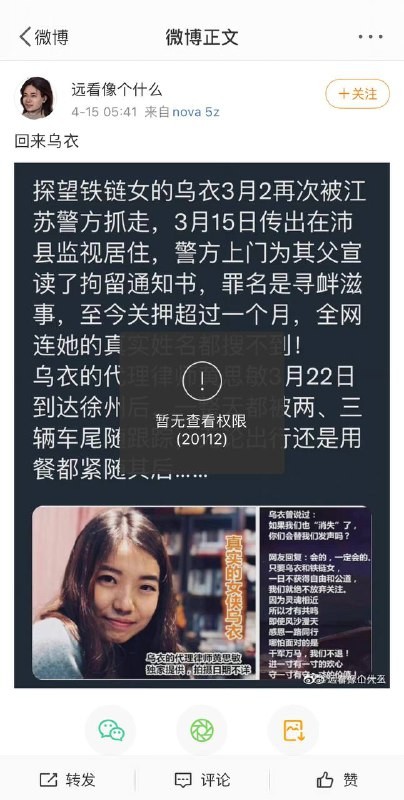 微博
微博正文
远看像个什么
4-15 05:41 来自 nova 5z
+关注
回来乌衣
探望铁链女的乌衣3月2再次被江
苏警方抓走，3月15日传出在沛
县监视居住，警方上门为其父宣
读了拘留通知书，罪名是寻衅滋
事，至今关押超过一个月，全网
连她的真实姓名都搜不到！
乌衣的代理律师黄思敏3月22日
到达徐州后，都被两、三
辆车尾随跟踪，出行还是用
餐都紧随其后……
暂无查看权限
(20112)
真实的女侠乌衣
乌衣的代理律师黄思敏
独家提供，拍摄日期不详
乌衣曾说过：
如果我们也“消失”了，
你们会替我们发声吗？
网友回复：会的，一定会的。
只要乌衣和铁链女，
一日不获得自由和公道，
我们就绝不放弃关注。
因为灵魂相近
所以才有共鸣
即使风沙漫天
感恩一路同行
哪怕面对的是
千军万马，我们不退！
进一寸有一寸的欢心
守一寸有守一寸的价值！
@远看像个什么
转发
评论
赞